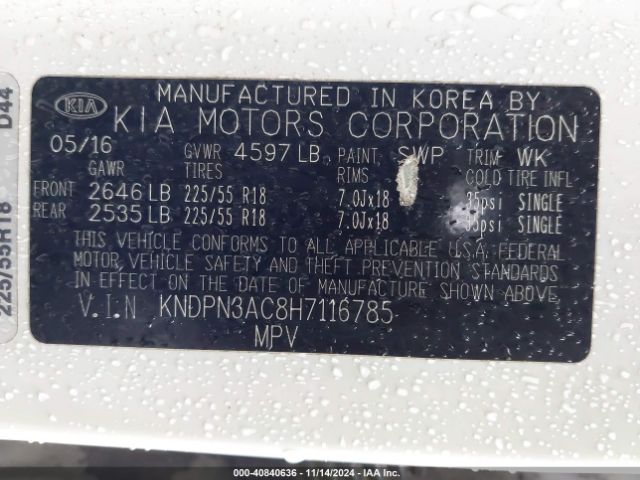 KIA
MANUFACTURED IN KOREA BY
KIA MOTORS CORPORATION
05/16 GVWR 4597 LB PAINT SWP TRIM WK
GAWR TIRES RIMS COLD TIRE INFL
FRONT 2646 LB 225/55 R18 7.0Jx18 35psi SINGLE
REAR 2535 LB 225/55 R18 7.0Jx18 35psi SINGLE
THIS VEHICLE CONFORMS TO ALL APPLICABLE U.S.A. FEDERAL
MOTOR VEHICLE SAFETY AND THEFT PREVENTION STANDARDS
IN EFFECT ON THE DATE OF MANUFACTURE SHOWN ABOVE.
V.I.N KNDPN3AC8H7116785
MPV
225/55R18 D44
000-40840636 - 11/14/2024 - IAA Inc.